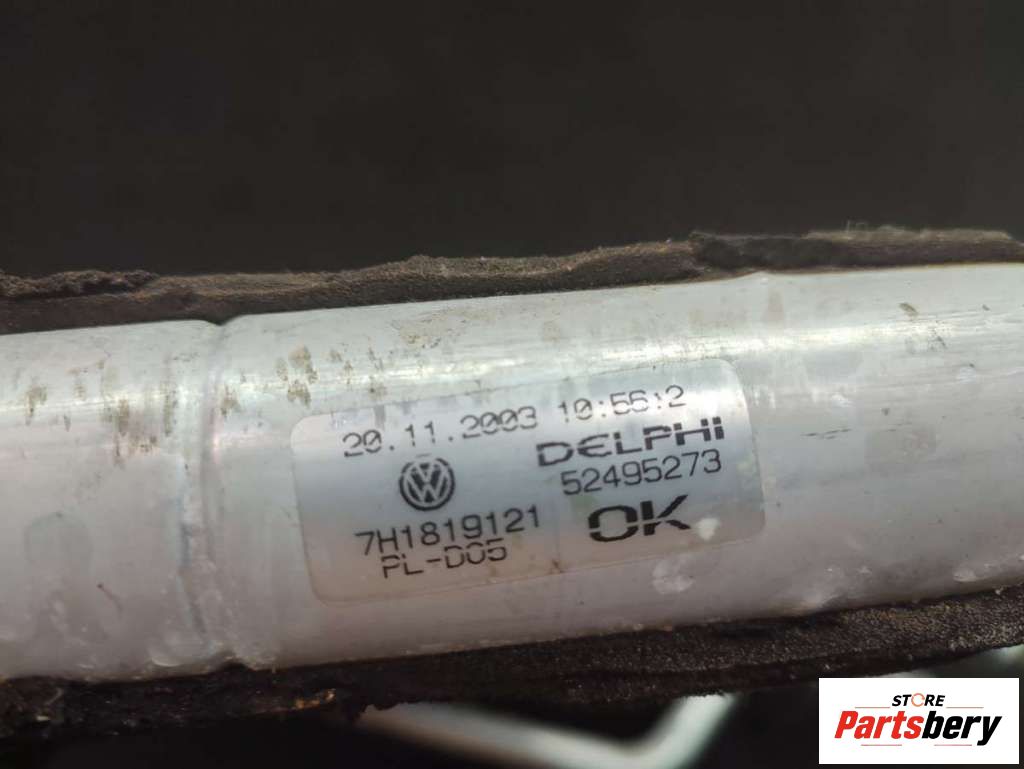 20.11.2003 10:56:2
DELPHI
52495273
7H1819121
PL-D05
OK
STORE
Partsbery